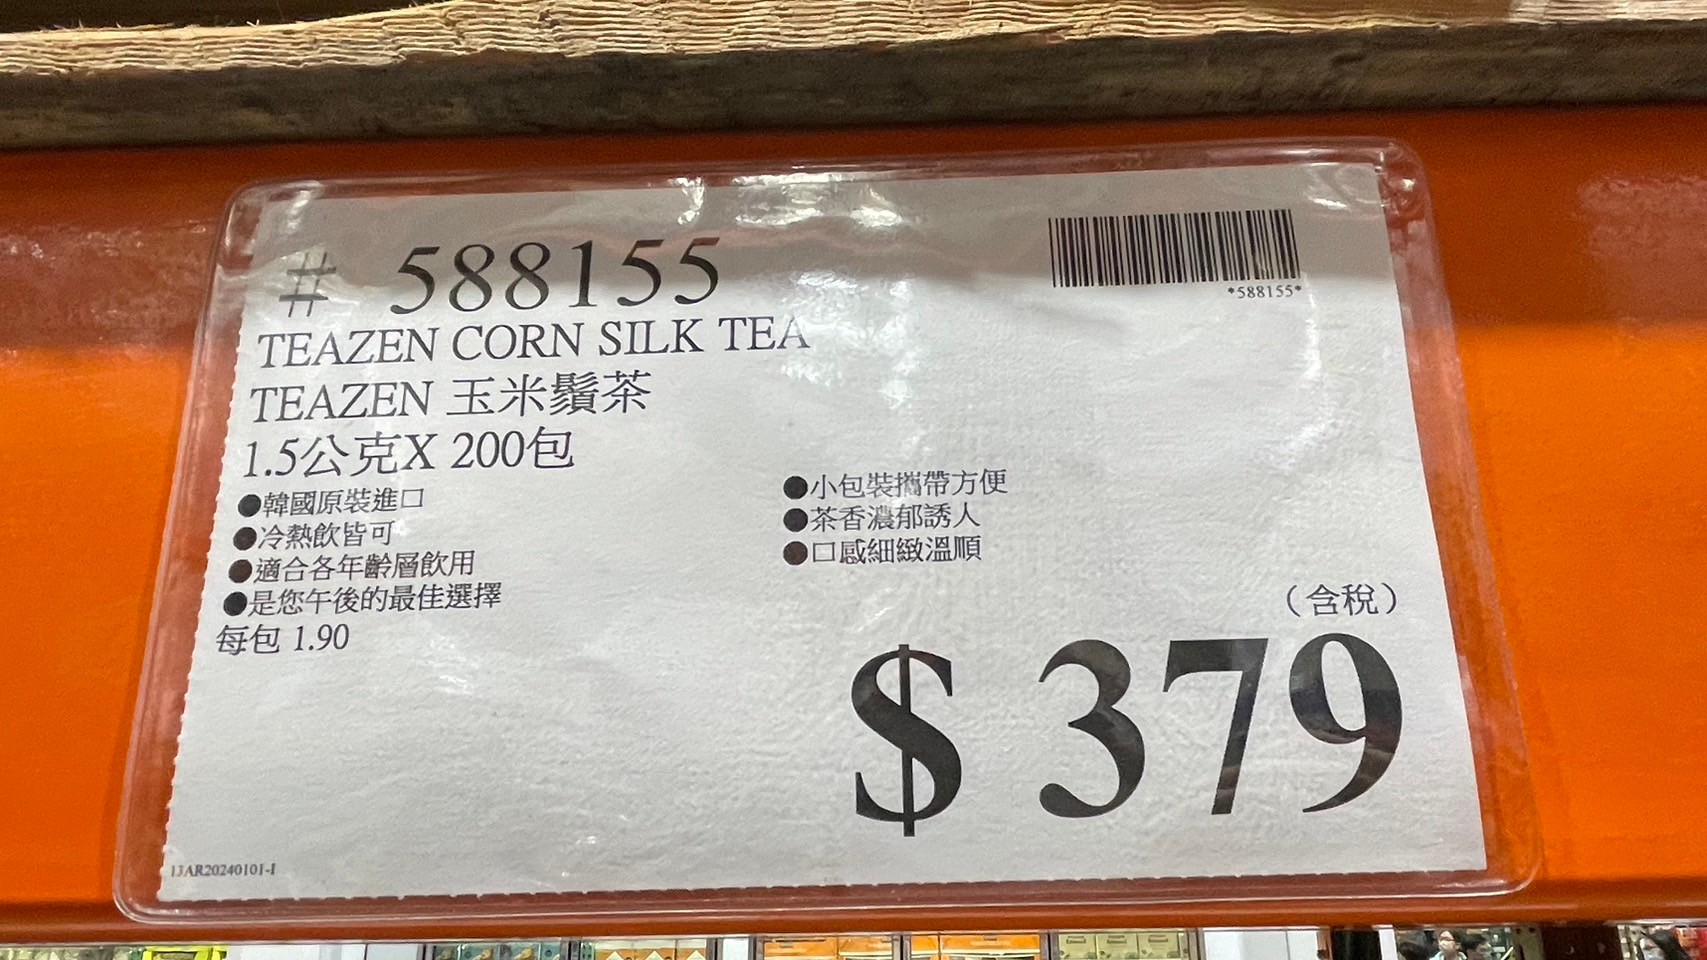 # 588155
*588155*
TEAZEN CORN SILK TEA
TEAZEN 玉米鬚茶
1.5公克X 200包
●韓國原裝進口
●冷熱飲皆可
●適合各年齡層飲用
●是您午後的最佳選擇
每包 1.90
●小包裝攜帶方便
●茶香濃郁誘人
●口感細緻溫順
（含稅）
$ 379
13AR20240101-1